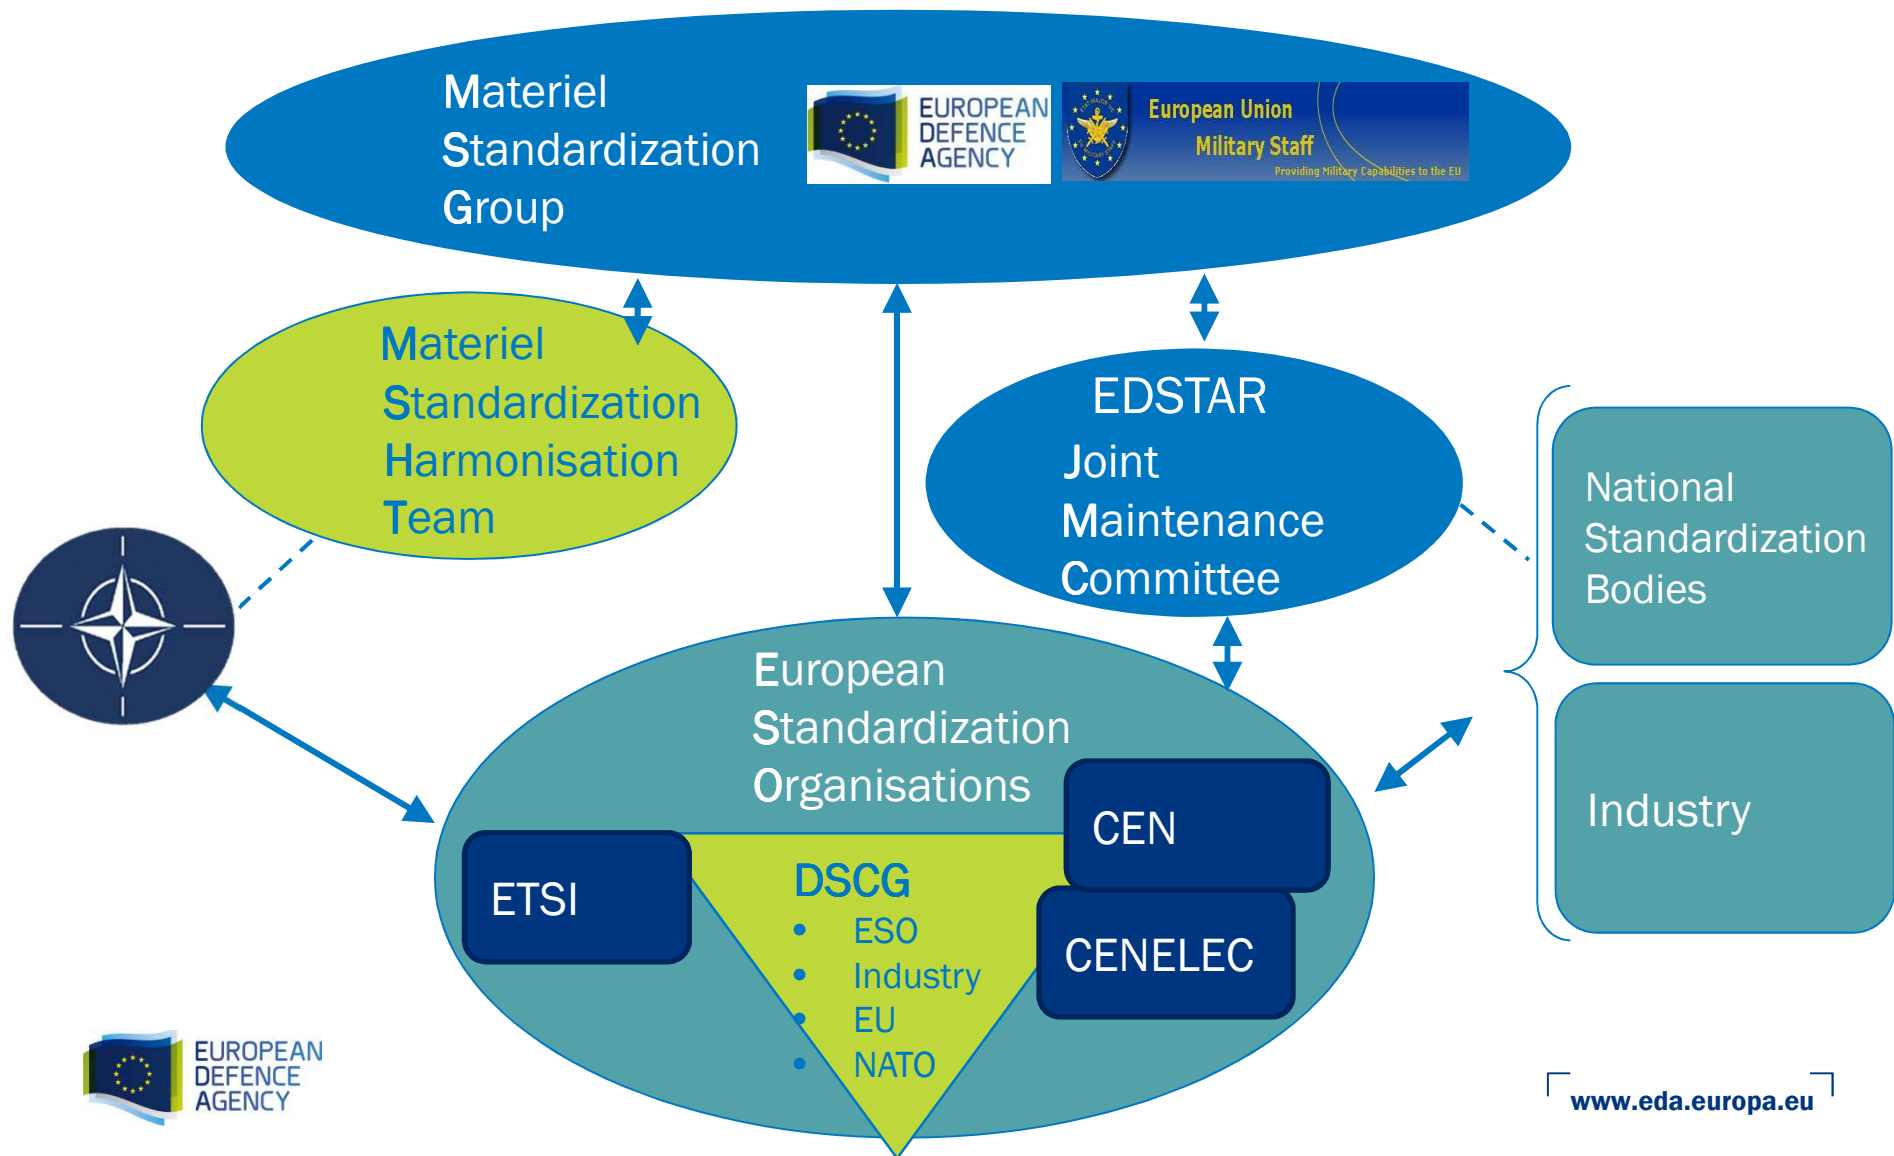 Materiel
Standardization
Group
EUROPEAN
DEFENCE
AGENCY
European Union
Military Staff
Providing Military Capabilities to the EU
Materiel
Standardization
Harmonisation
Team
EDSTAR
Joint
Maintenance
Committee
National
Standardization
Bodies
Industry
European
Standardization
Organisations
ETSI
CEN
CENELEC
DSCG
• ESO
• Industry
• EU
• NATO
EUROPEAN
DEFENCE
AGENCY
www.eda.europa.eu